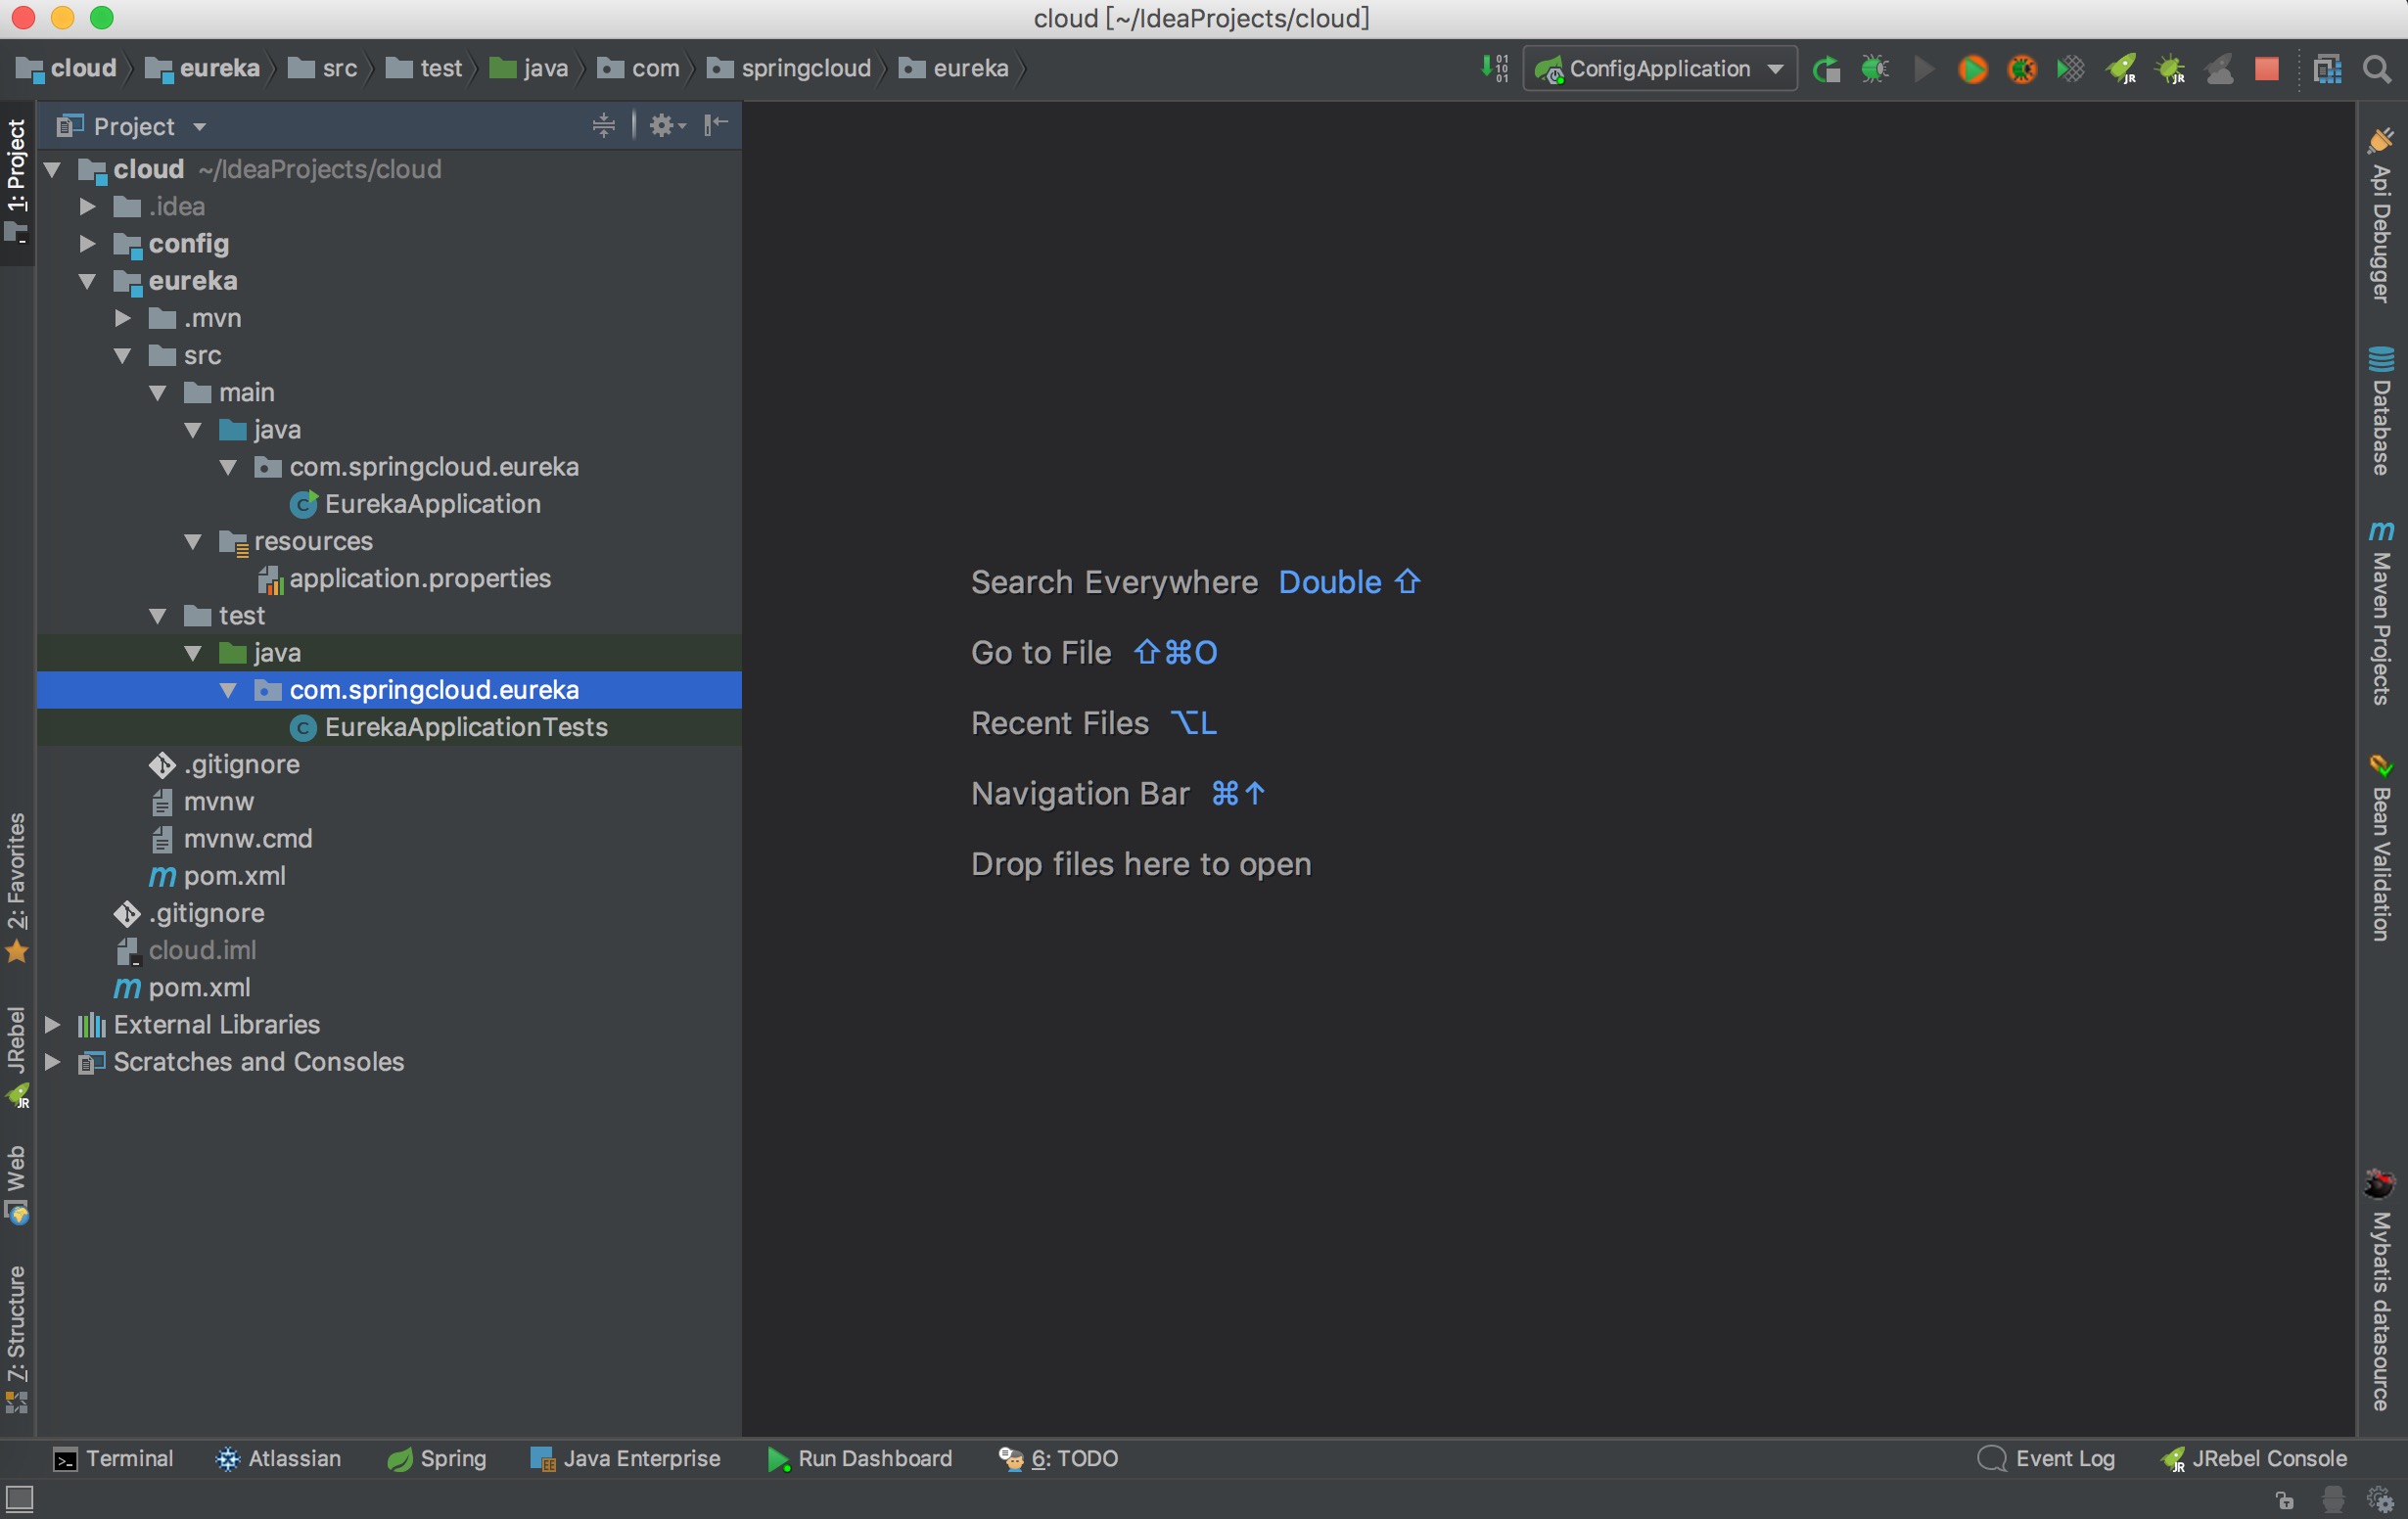 cloud [~/IdeaProjects/cloud]
cloud eureka src test java com springcloud eureka
ConfigApplication
Project
cloud ~/IdeaProjects/cloud
.idea
config
eureka
.mvn
src
main
java
com.springcloud.eureka
EurekaApplication
resources
application.properties
test
java
com.springcloud.eureka
EurekaApplicationTests
.gitignore
mvnw
mvnw.cmd
pom.xml
.gitignore
cloud.iml
pom.xml
External Libraries
Scratches and Consoles
1: Project
2: Favorites
JRebel
Web
Z: Structure
Search Everywhere Double ⇧
Go to File ⇧⌘O
Recent Files ⌥L
Navigation Bar ⌘↑
Drop files here to open
Api Debugger
Database
Maven Projects
Bean Validation
Mybatis datasource
Terminal Atlassian Spring Java Enterprise Run Dashboard 6: TODO Event Log JRebel Console